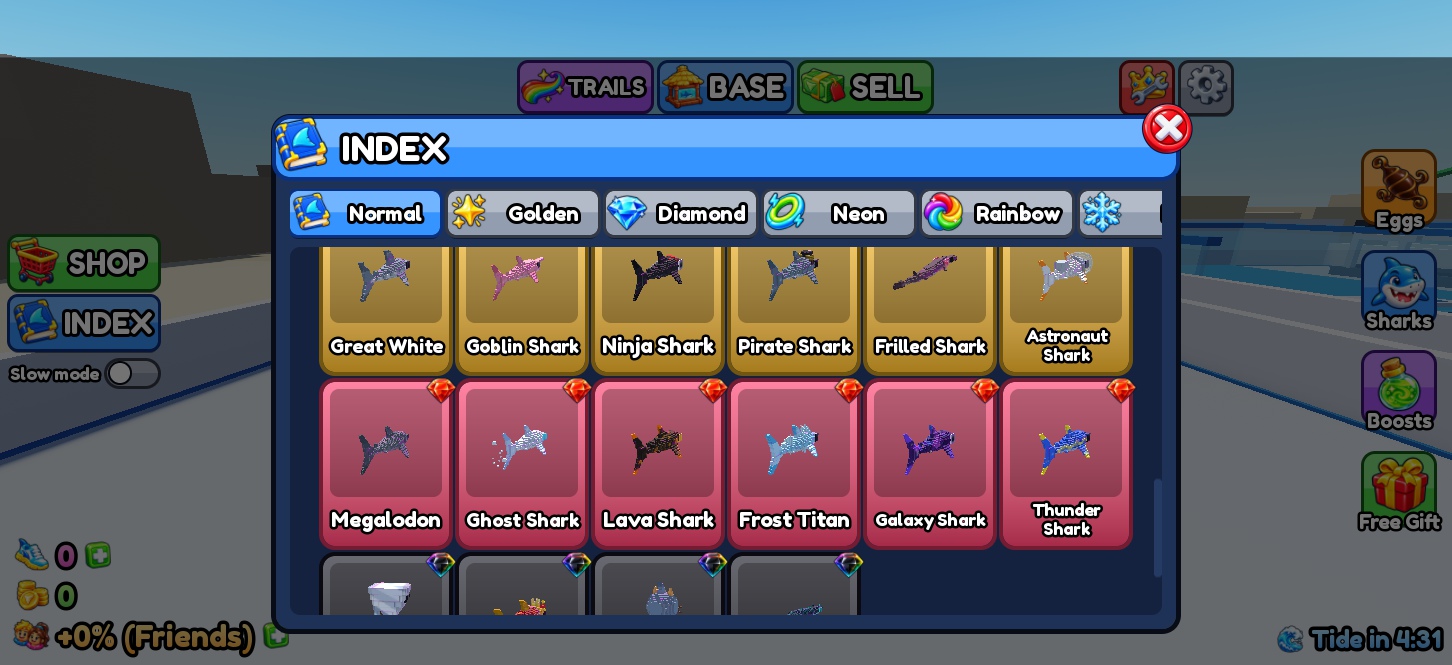 TRAILS
BASE
SELL
INDEX
Normal
Golden
Diamond
Neon
Rainbow
Eggs
SHOP
INDEX
Slow mode
Sharks
Great White
Goblin Shark
Ninja Shark
Pirate Shark
Frilled Shark
Astronaut
Shark
Boosts
Megalodon
Ghost Shark
Lava Shark
Frost Titan
Galaxy Shark
Thunder
Shark
Free Gift
0
0
+0% (Friends)
Tide in 4:31